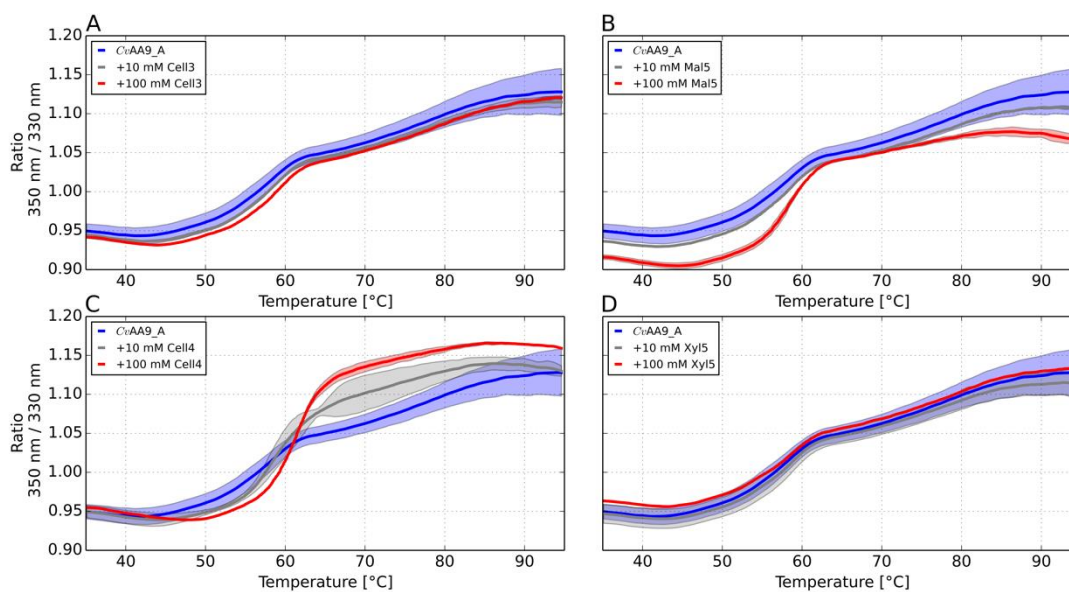 A
1.20
1.15
1.10
1.05
1.00
0.95
0.90
Ratio
350 nm / 330 nm
CvAA9_A
+10 mM Cell3
+100 mM Cell3
40 50 60 70 80 90
Temperature [°C]
B
CvAA9_A
+10 mM Mal5
+100 mM Mal5
40 50 60 70 80 90
Temperature [°C]
C
1.20
1.15
1.10
1.05
1.00
0.95
0.90
Ratio
350 nm / 330 nm
CvAA9_A
+10 mM Cell4
+100 mM Cell4
40 50 60 70 80 90
Temperature [°C]
D
CvAA9_A
+10 mM Xyl5
+100 mM Xyl5
40 50 60 70 80 90
Temperature [°C]